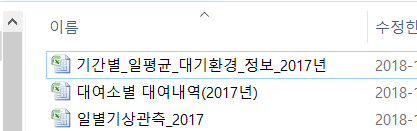 이름 수정한
기간별_일평균_대기환경_정보_2017년 2018-1
대여소별 대여내역(2017년) 2018-1
일별기상관측_2017 2018-1